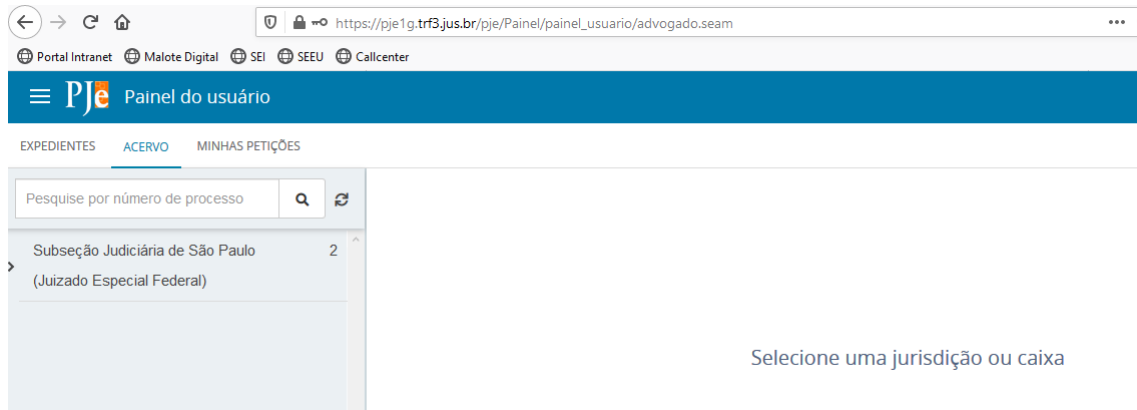 https://pje1g.trf3.jus.br/pje/Painel/painel_usuario/advogado.seam
Portal Intranet Malote Digital SEI SEEU Callcenter
PJe Painel do usuário
EXPEDIENTES ACERVO MINHAS PETIÇÕES
Pesquise por número de processo
Subseção Judiciária de São Paulo 2
(Juizado Especial Federal)
Selecione uma jurisdição ou caixa